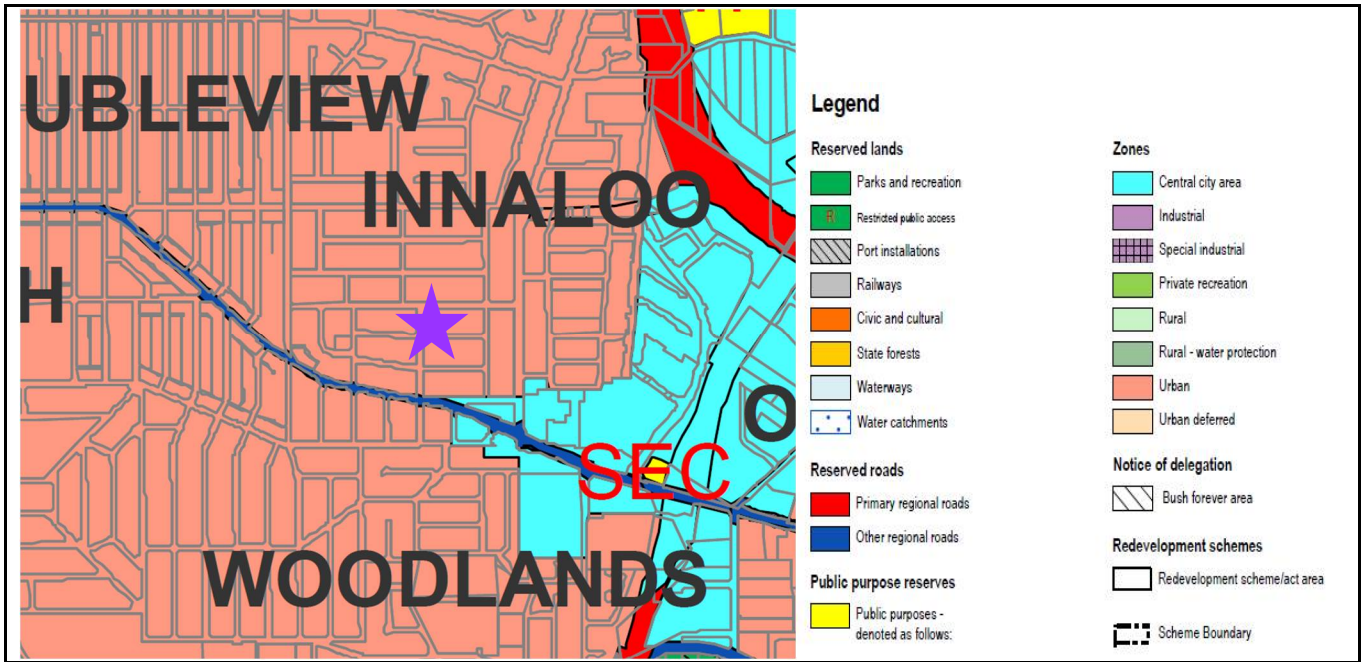 UBLEVIEW
INNALOO
H
O
SEC
WOODLANDS
Legend
Reserved lands
Parks and recreation
R
Restricted public access
Port installations
Railways
Civic and cultural
State forests
Waterways
Water catchments
Reserved roads
Primary regional roads
Other regional roads
Public purpose reserves
Public purposes -
denoted as follows:
Zones
Central city area
Industrial
Special industrial
Private recreation
Rural
Rural - water protection
Urban
Urban deferred
Notice of delegation
Bush forever area
Redevelopment schemes
Redevelopment scheme/act area
Scheme Boundary